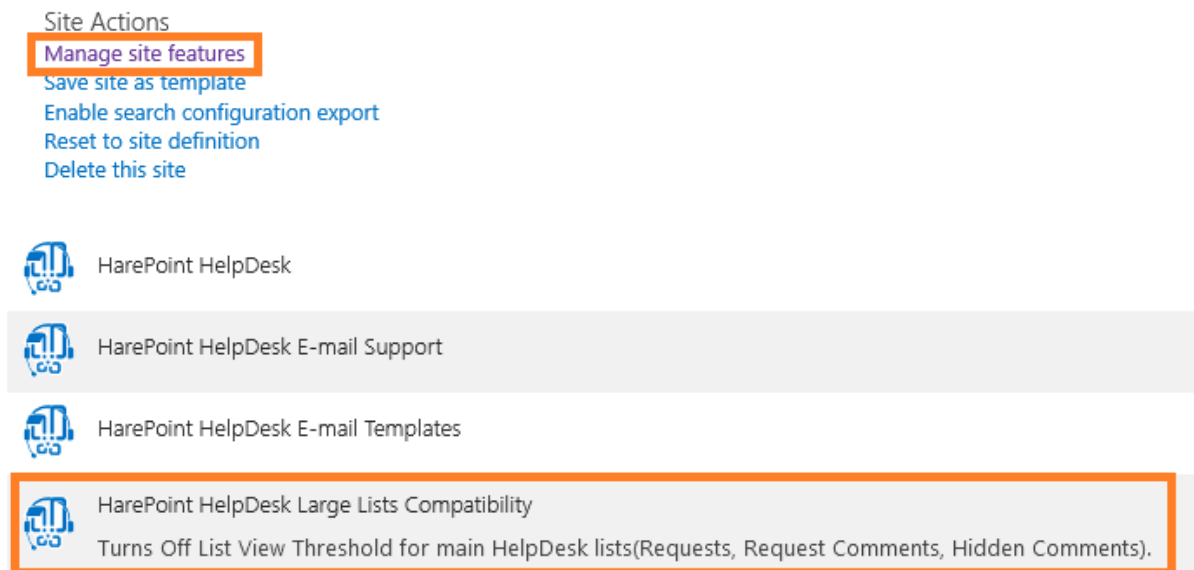 Site Actions
Manage site features
Save site as template
Enable search configuration export
Reset to site definition
Delete this site
HarePoint HelpDesk
HarePoint HelpDesk E-mail Support
HarePoint HelpDesk E-mail Templates
HarePoint HelpDesk Large Lists Compatibility
Turns Off List View Threshold for main HelpDesk lists(Requests, Request Comments, Hidden Comments).